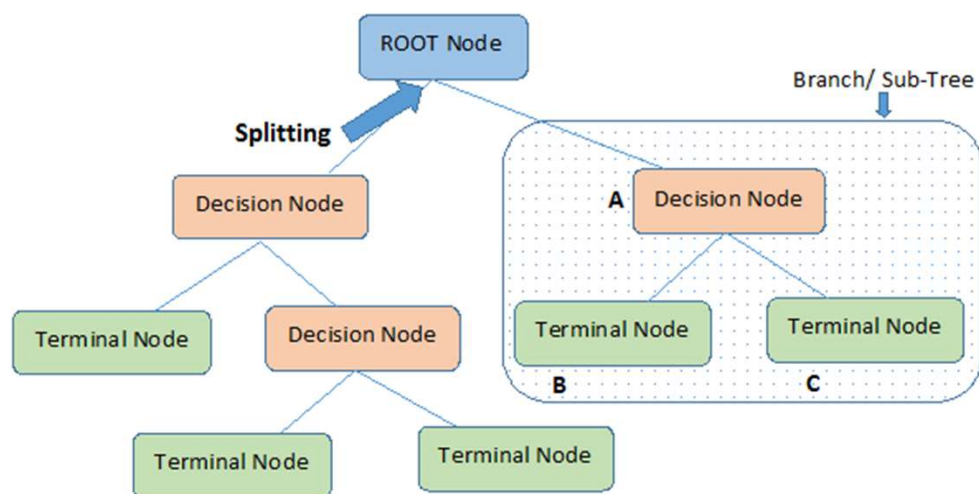 ROOT Node
Branch/ Sub-Tree
Splitting
Decision Node
A
Decision Node
Terminal Node
Decision Node
Terminal Node
Terminal Node
B
C
Terminal Node
Terminal Node